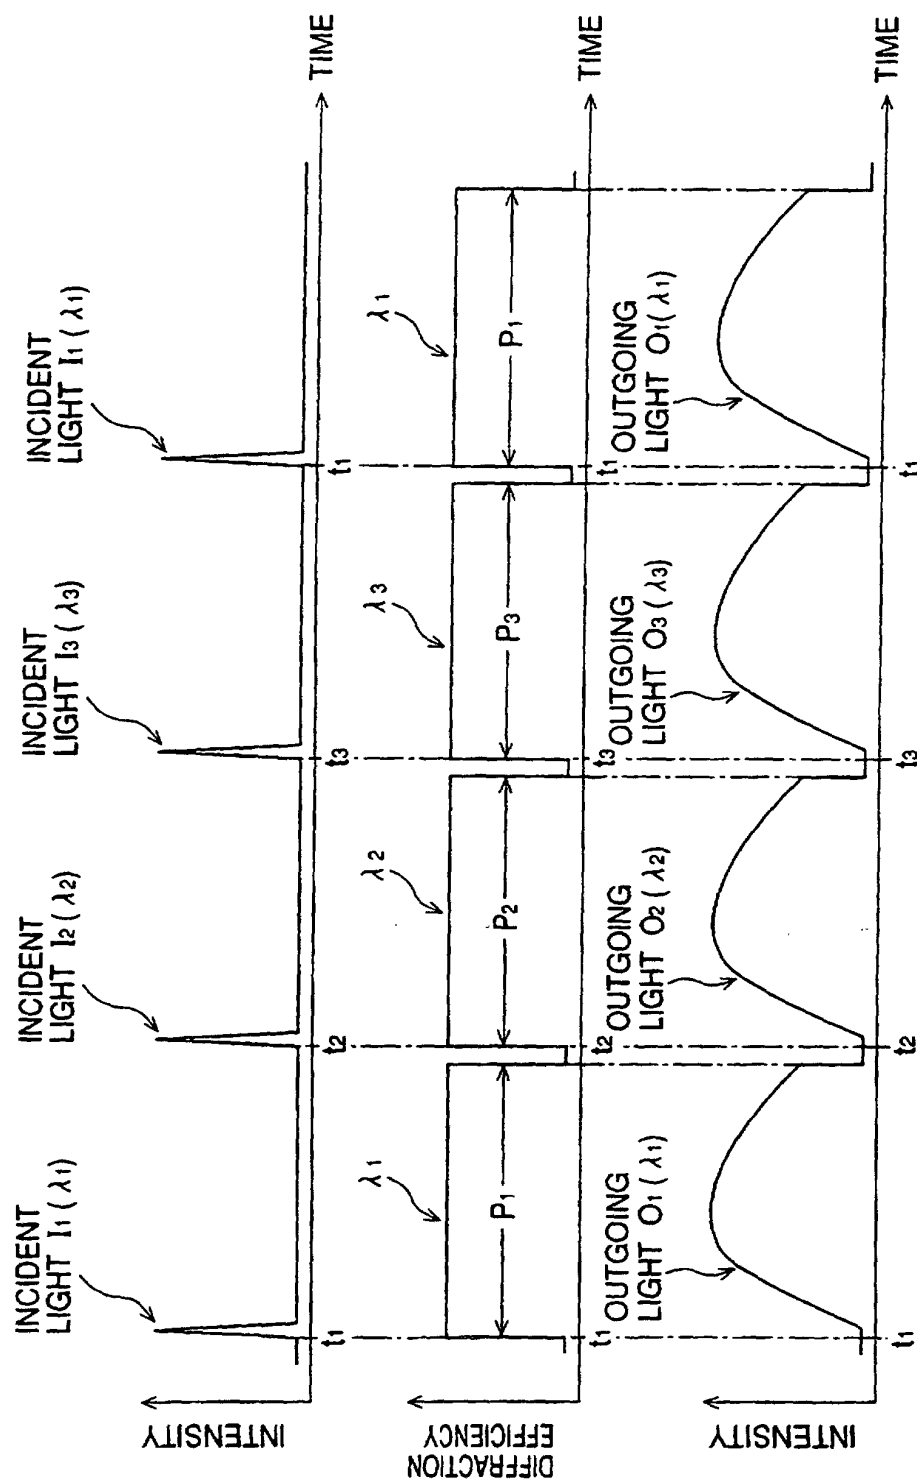 INTENSITY
INCIDENT
LIGHT I1 (λ1)
INCIDENT
LIGHT I2 (λ2)
INCIDENT
LIGHT I3 (λ3)
INCIDENT
LIGHT I1 (λ1)
t1
t2
t3
t1
TIME
DIFFRACTION
EFFICIENCY
λ1
λ2
λ3
λ1
P1
P2
P3
P1
t1
t2
t3
t1
TIME
INTENSITY
OUTGOING
LIGHT O1 (λ1)
OUTGOING
LIGHT O2 (λ2)
OUTGOING
LIGHT O3 (λ3)
OUTGOING
LIGHT O1 (λ1)
t1
t2
t3
t1
TIME